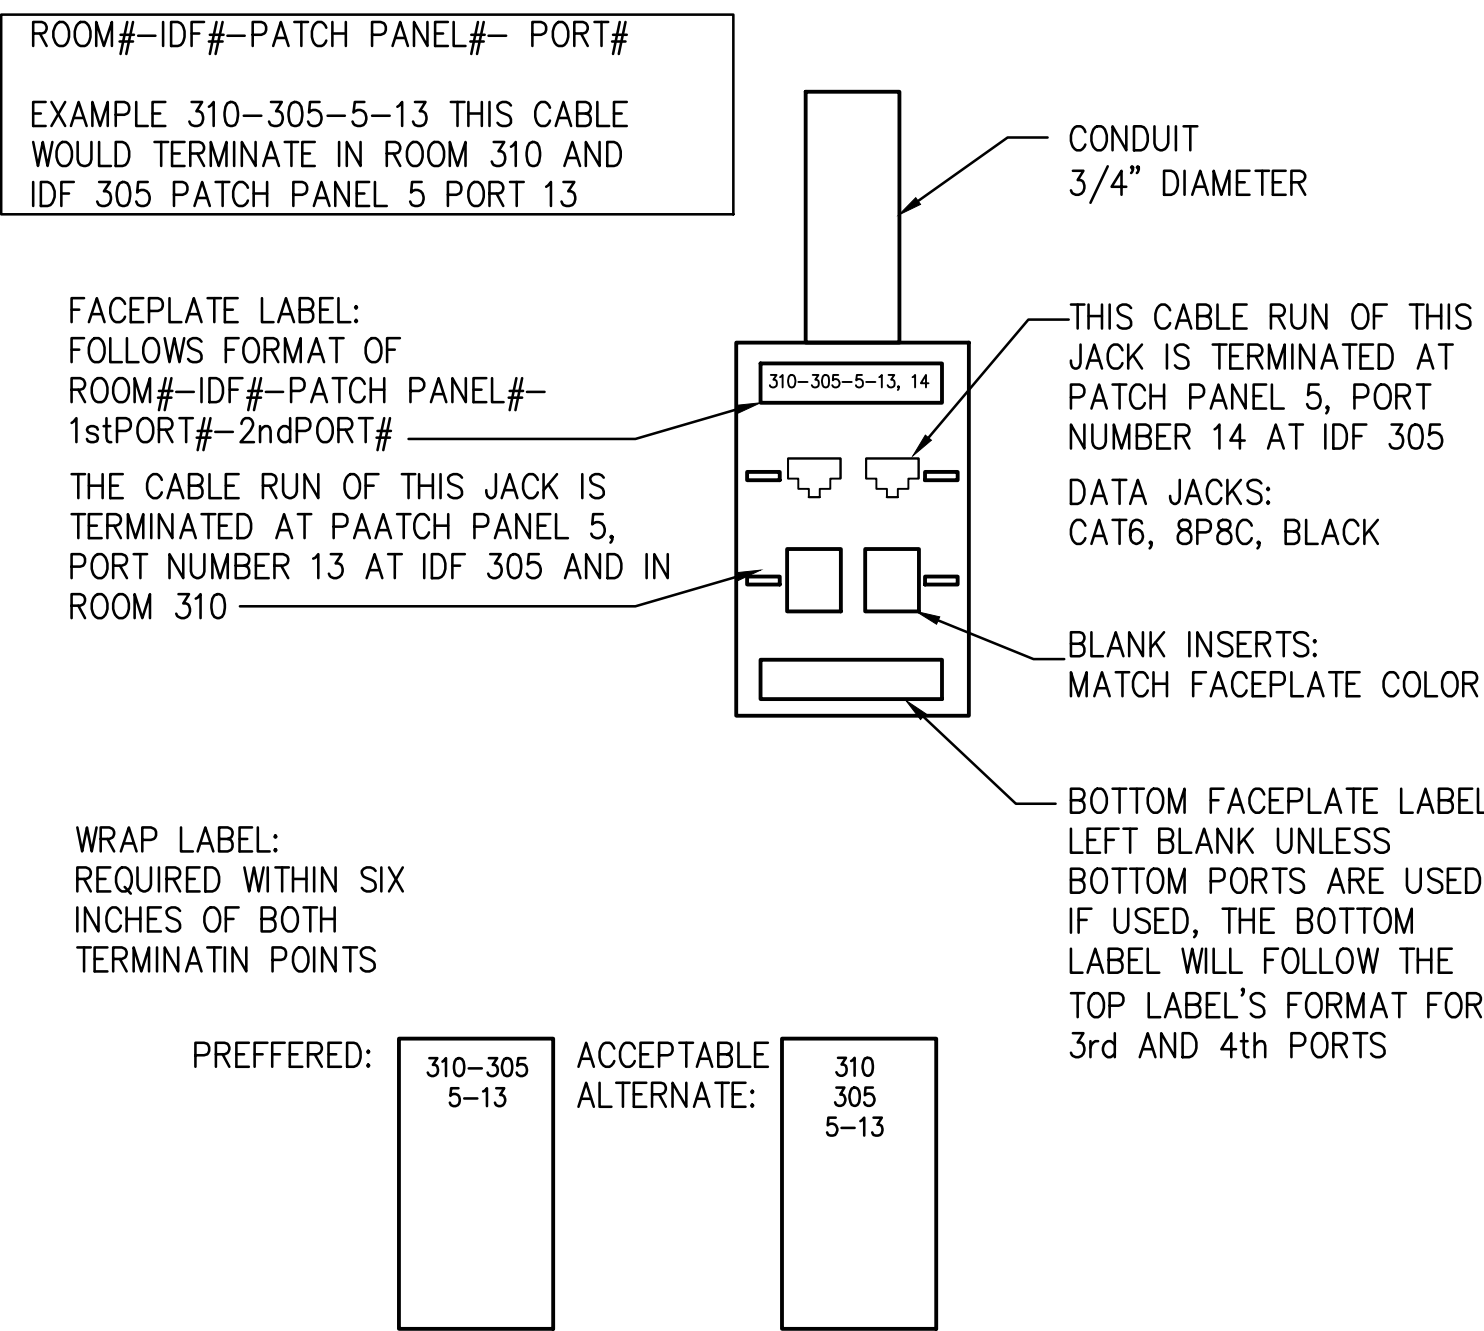 ROOM#-IDF#-PATCH PANEL#- PORT#
EXAMPLE 310-305-5-13 THIS CABLE
WOULD TERMINATE IN ROOM 310 AND
IDF 305 PATCH PANEL 5 PORT 13
CONDUIT
3/4" DIAMETER
FACEPLATE LABEL:
FOLLOWS FORMAT OF
ROOM#-IDF#-PATCH PANEL#-
1stPORT#-2ndPORT#
THE CABLE RUN OF THIS JACK IS
TERMINATED AT PAATCH PANEL 5,
PORT NUMBER 13 AT IDF 305 AND IN
ROOM 310
310-305-5-13, 14
THIS CABLE RUN OF THIS
JACK IS TERMINATED AT
PATCH PANEL 5, PORT
NUMBER 14 AT IDF 305
DATA JACKS:
CAT6, 8P8C, BLACK
BLANK INSERTS:
MATCH FACEPLATE COLOR
BOTTOM FACEPLATE LABEL
LEFT BLANK UNLESS
BOTTOM PORTS ARE USED
IF USED, THE BOTTOM
LABEL WILL FOLLOW THE
TOP LABEL'S FORMAT FOR
3rd AND 4th PORTS
WRAP LABEL:
REQUIRED WITHIN SIX
INCHES OF BOTH
TERMINATIN POINTS
PREFFERED:
310-305
5-13
ACCEPTABLE
ALTERNATE:
310
305
5-13